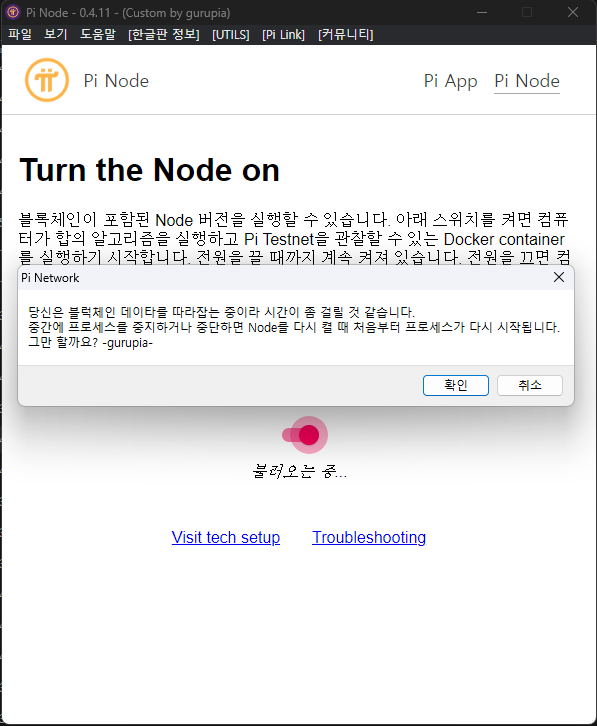 Pi Node - 0.4.11 - (Custom by gurupia)
파일 보기 도움말 [한글판 정보] [UTILS] [Pi Link] [커뮤니티]
Pi Node Pi App Pi Node
Turn the Node on
블록체인이 포함된 Node 버전을 실행할 수 있습니다. 아래 스위치를 켜면 컴퓨
터가 합의 알고리즘을 실행하고 Pi Testnet을 관찰할 수 있는 Docker container
를 실행하기 시작합니다. 전원을 끌 때까지 계속 켜져 있습니다. 전원을 끄면 컴
Pi Network
당신은 블럭체인 데이타를 따라잡는 중이라 시간이 좀 걸릴 것 같습니다.
중간에 프로세스를 중지하거나 중단하면 Node를 다시 켤 때 처음부터 프로세스가 다시 시작됩니다.
그만 할까요? -gurupia-
확인 취소
불러오는 중...
Visit tech setup Troubleshooting